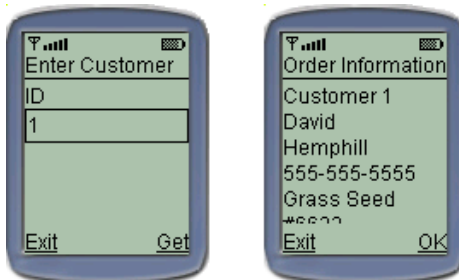 Enter Customer
ID
1
Exit Get
Order Information
Customer 1
David
Hemphill
555-555-5555
Grass Seed
Exit OK